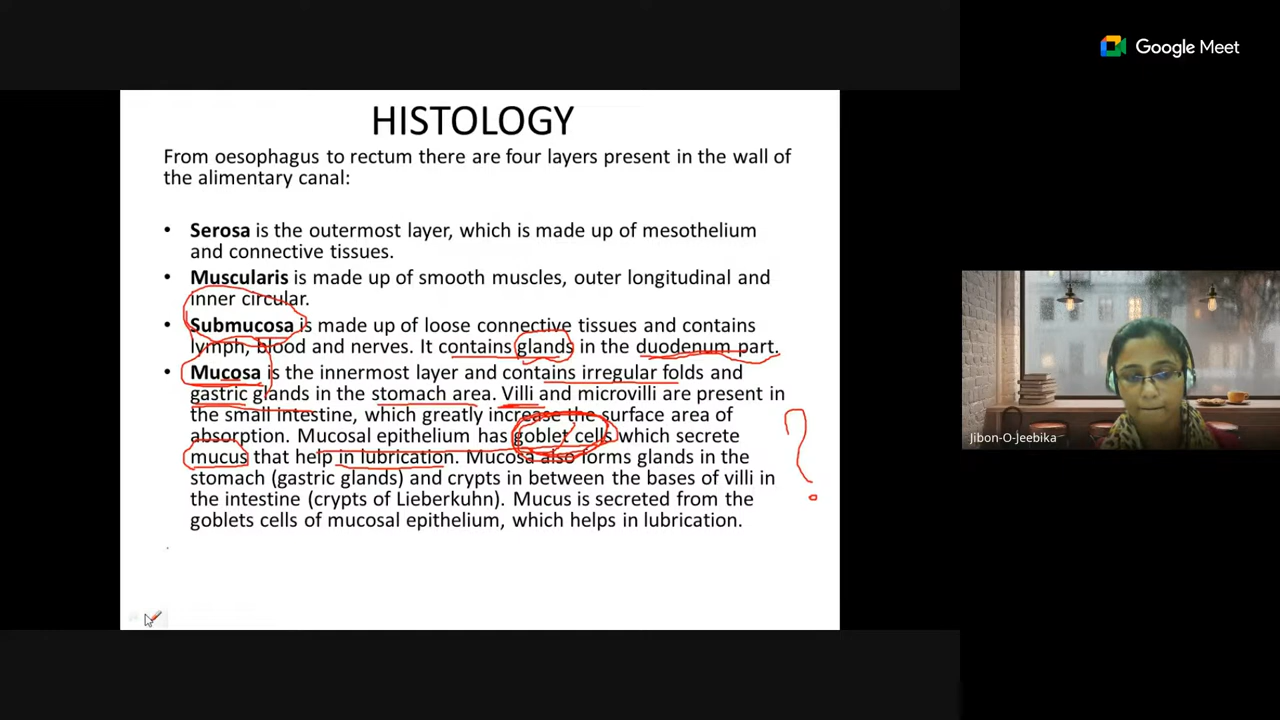 Google Meet
HISTOLOGY
From oesophagus to rectum there are four layers present in the wall of
the alimentary canal:
• Serosa is the outermost layer, which is made up of mesothelium
and connective tissues.
• Muscularis is made up of smooth muscles, outer longitudinal and
inner circular.
• Submucosa is made up of loose connective tissues and contains
lymph, blood and nerves. It contains glands in the duodenum part.
• Mucosa is the innermost layer and contains irregular folds and
gastric glands in the stomach area. Villi and microvilli are present in
the small intestine, which greatly increase the surface area of
absorption. Mucosal epithelium has goblet cells which secrete
mucus that help in lubrication. Mucosa also forms glands in the
stomach (gastric glands) and crypts in between the bases of villi in
the intestine (crypts of Lieberkuhn). Mucus is secreted from the
goblets cells of mucosal epithelium, which helps in lubrication.
?
Jibon-O-Jeebika